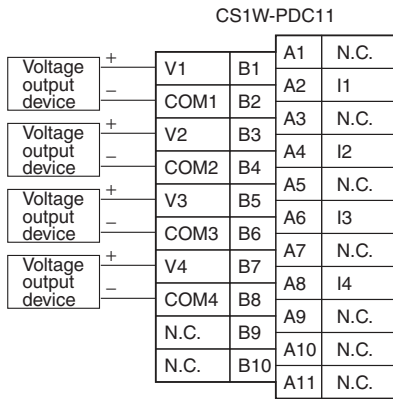 CS1W-PDC11
A1 N.C.
Voltage output device + V1 B1
A2 I1
− COM1 B2
A3 N.C.
Voltage output device + V2 B3
A4 I2
− COM2 B4
A5 N.C.
Voltage output device + V3 B5
A6 I3
− COM3 B6
A7 N.C.
Voltage output device + V4 B7
A8 I4
− COM4 B8
A9 N.C.
N.C. B9
A10 N.C.
N.C. B10
A11 N.C.